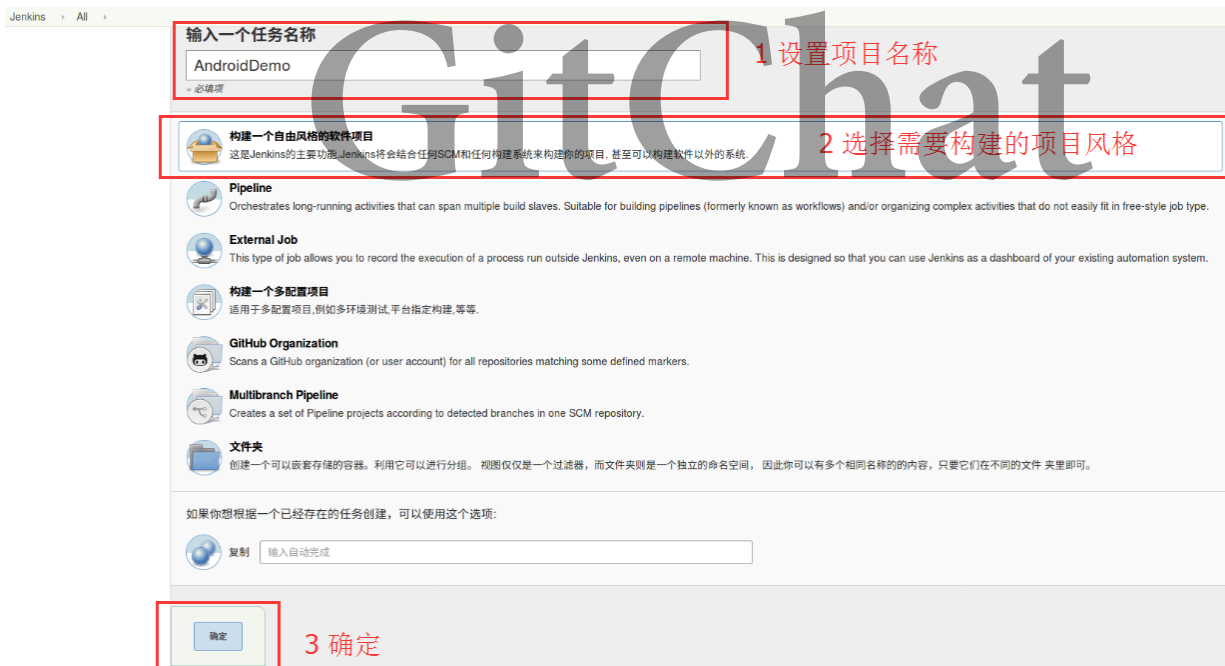 Jenkins › All ›
输入一个任务名称
AndroidDemo
» 必填项
1 设置项目名称
GitChat
构建一个自由风格的软件项目
这是Jenkins的主要功能.Jenkins将会结合任何SCM和任何构建系统来构建你的项目, 甚至可以构建软件以外的系统.
2 选择需要构建的项目风格
Pipeline
Orchestrates long-running activities that can span multiple build slaves. Suitable for building pipelines (formerly known as workflows) and/or organizing complex activities that do not easily fit in free-style job type.
External Job
This type of job allows you to record the execution of a process run outside Jenkins, even on a remote machine. This is designed so that you can use Jenkins as a dashboard of your existing automation system.
构建一个多配置项目
适用于多配置项目,例如多环境测试,平台指定构建,等等.
GitHub Organization
Scans a GitHub organization (or user account) for all repositories matching some defined markers.
Multibranch Pipeline
Creates a set of Pipeline projects according to detected branches in one SCM repository.
文件夹
创建一个可以嵌套存储的容器。利用它可以进行分组。 视图仅仅是一个过滤器，而文件夹则是一个独立的命名空间， 因此你可以有多个相同名称的的内容，只要它们在不同的文件 夹里即可。
如果你想根据一个已经存在的任务创建，可以使用这个选项:
复制 输入自动完成
确定
3 确定